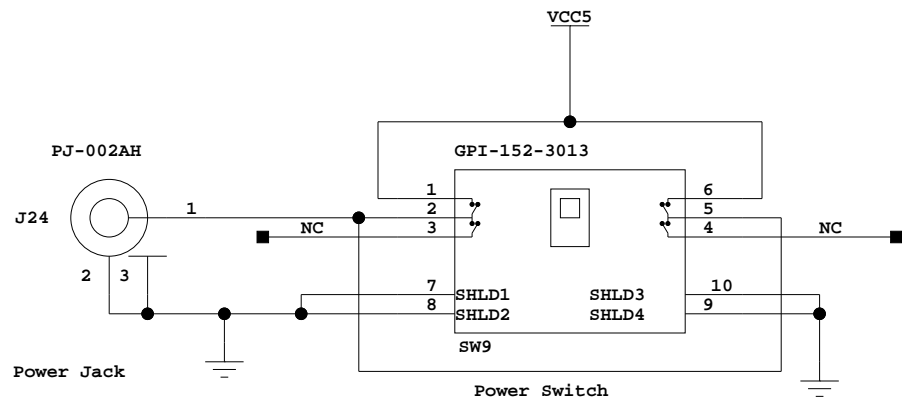 VCC5
PJ-002AH
GPI-152-3013
1
6
J24
1
2
5
NC
3
4
NC
2
3
7
SHLD1
SHLD3
10
8
SHLD2
SHLD4
9
SW9
Power Jack
Power Switch